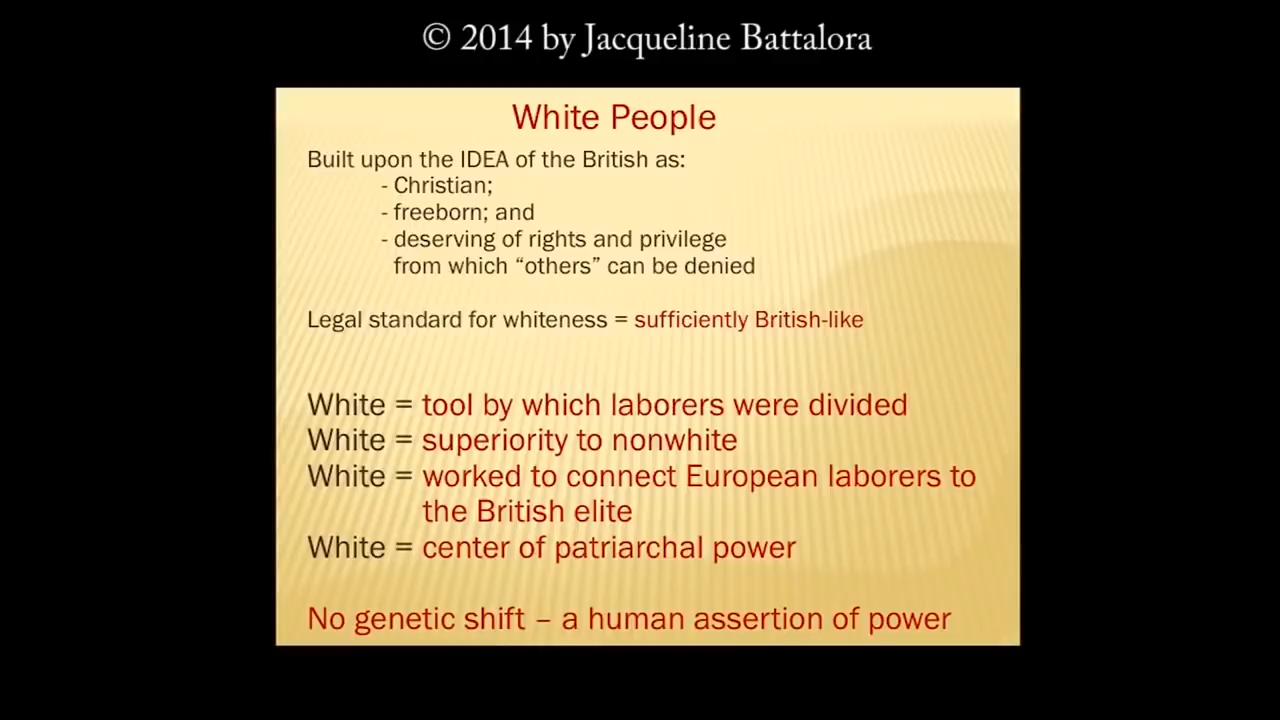 © 2014 by Jacqueline Battalora
White People
Built upon the IDEA of the British as:
- Christian;
- freeborn; and
- deserving of rights and privilege
from which “others” can be denied
Legal standard for whiteness = sufficiently British-like
White = tool by which laborers were divided
White = superiority to nonwhite
White = worked to connect European laborers to
the British elite
White = center of patriarchal power
No genetic shift – a human assertion of power